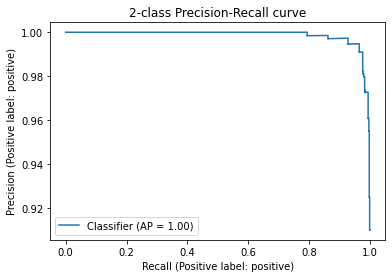 2-class Precision-Recall curve
1.00
0.98
0.96
0.94
0.92
Precision (Positive label: positive)
Classifier (AP = 1.00)
0.0 0.2 0.4 0.6 0.8 1.0
Recall (Positive label: positive)